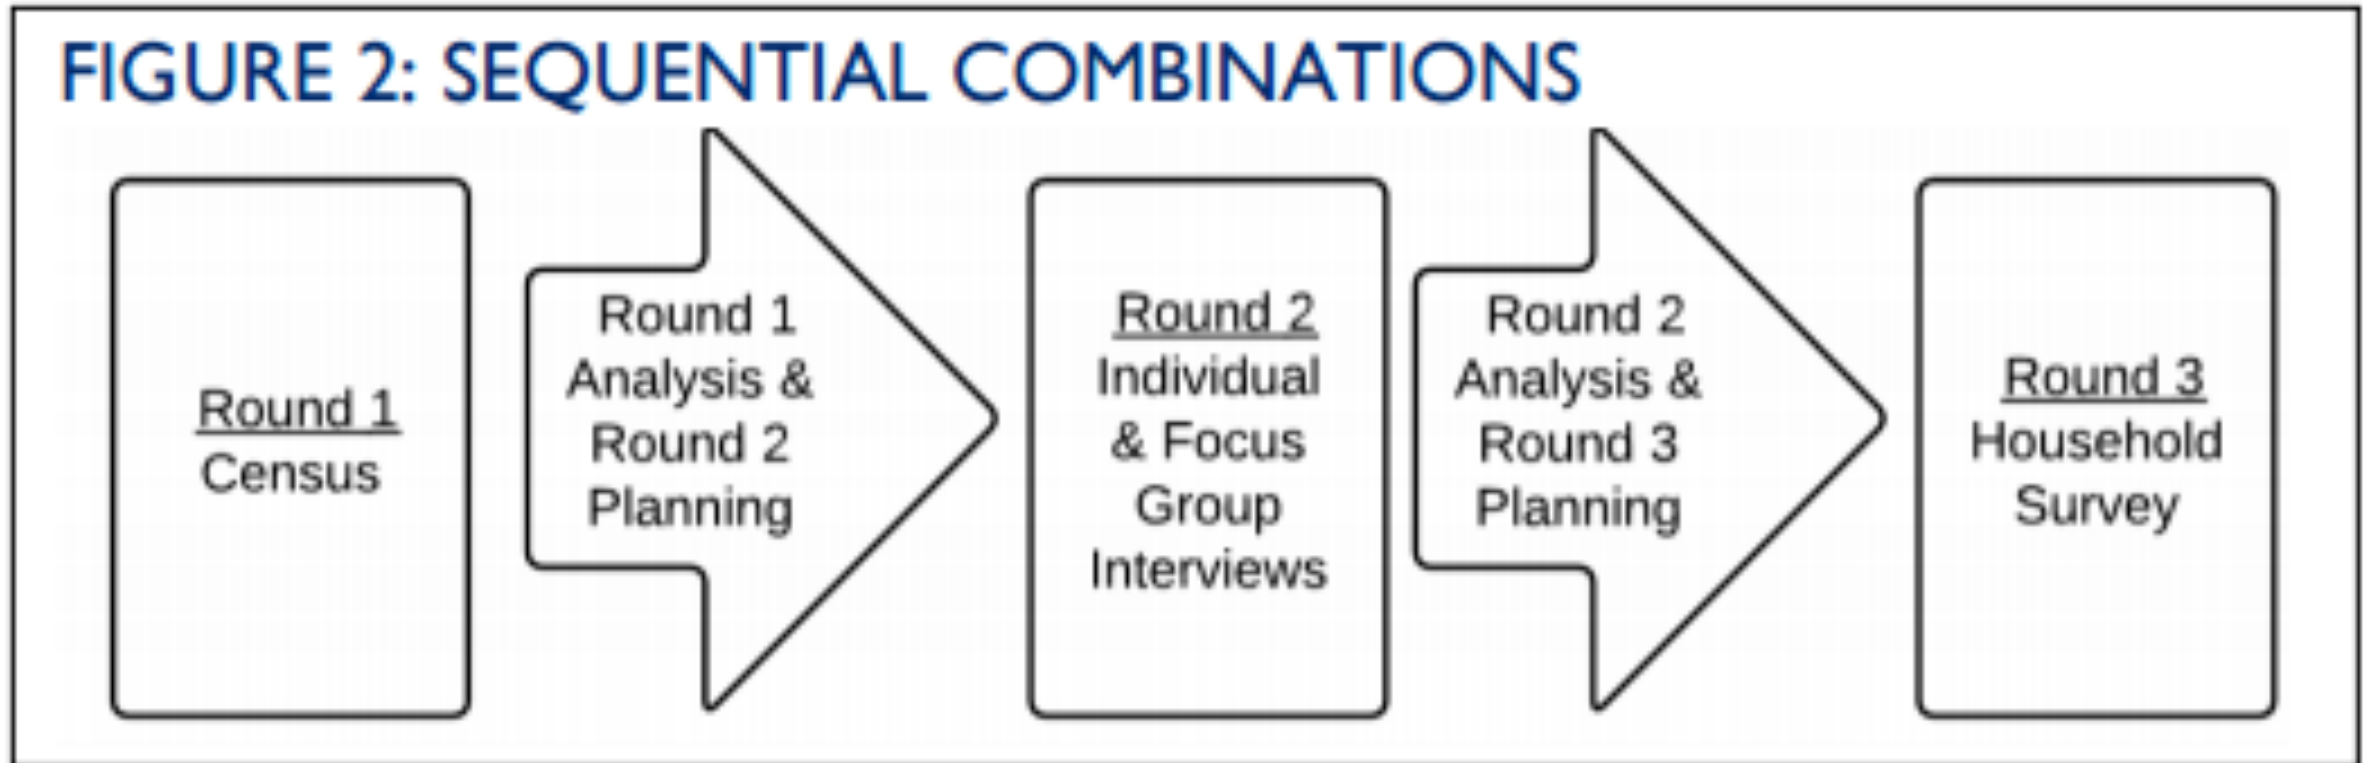 FIGURE 2: SEQUENTIAL COMBINATIONS
Round 1
Census
Round 1
Analysis &
Round 2
Planning
Round 2
Individual
& Focus
Group
Interviews
Round 2
Analysis &
Round 3
Planning
Round 3
Household
Survey